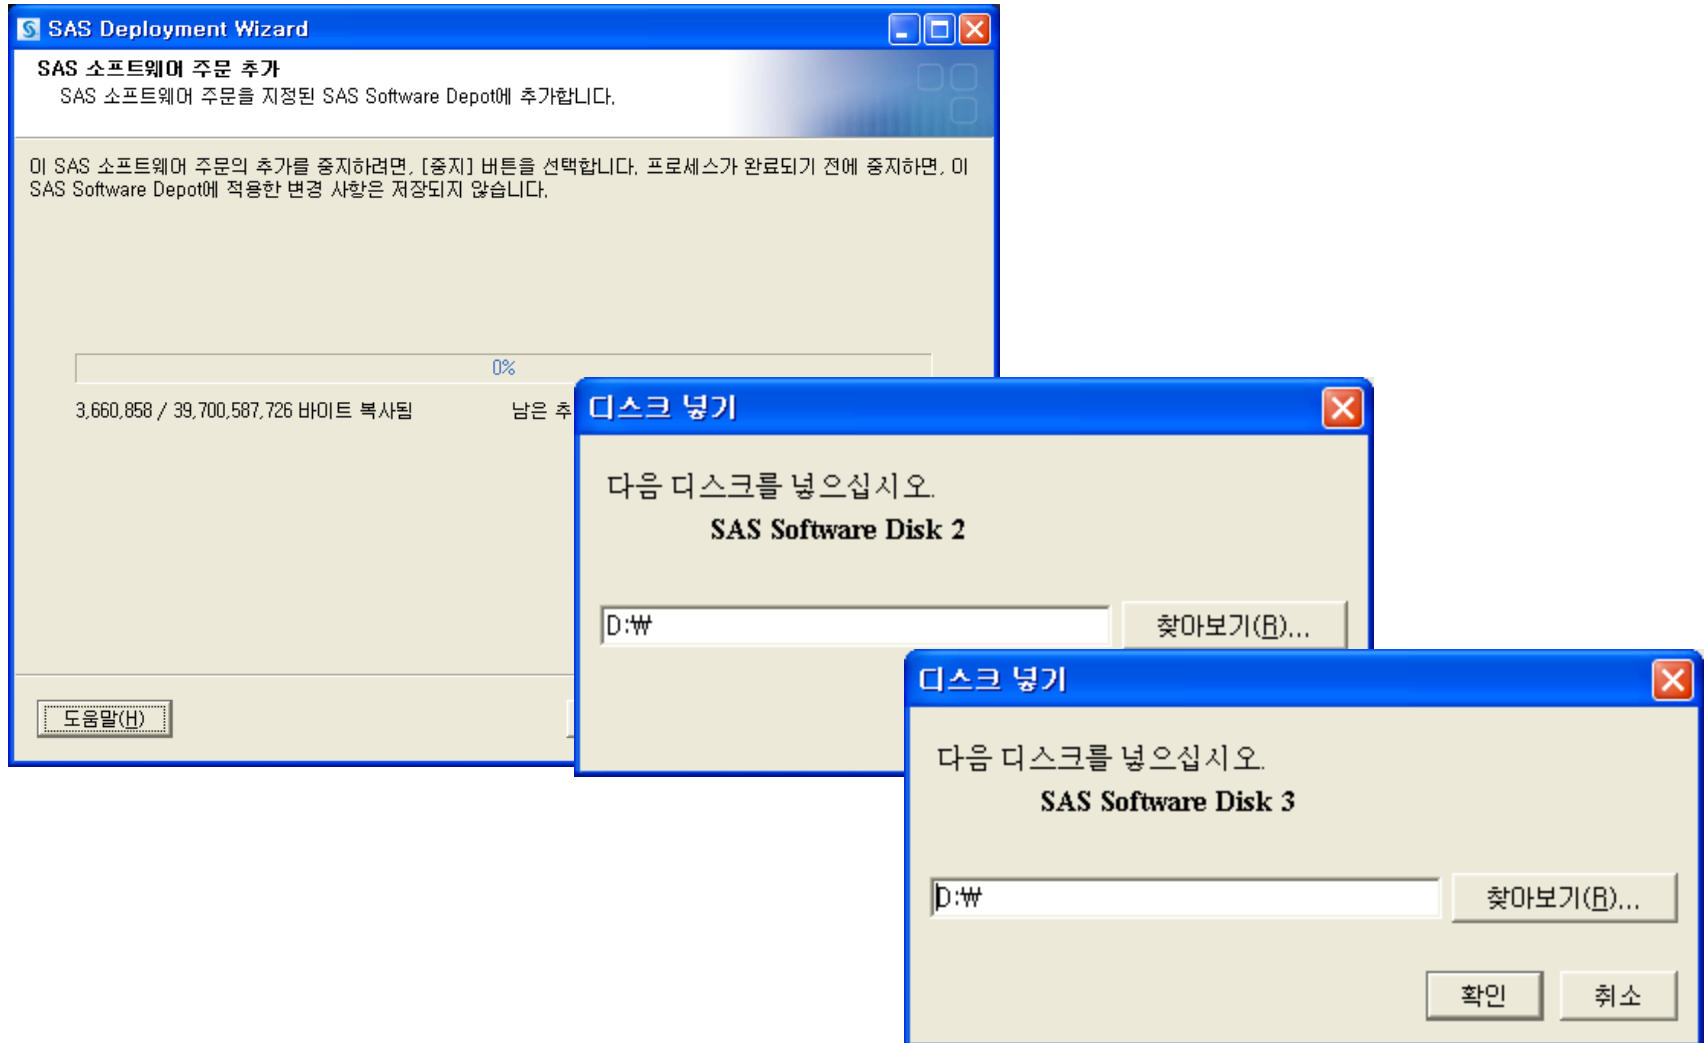 SAS Deployment Wizard
SAS 소프트웨어 주문 추가
SAS 소프트웨어 주문을 지정된 SAS Software Depot에 추가합니다.
이 SAS 소프트웨어 주문의 추가를 중지하려면, [중지] 버튼을 선택합니다. 프로세스가 완료되기 전에 중지하면, 이
SAS Software Depot에 적용한 변경 사항은 저장되지 않습니다.
0%
3,660,858 / 39,700,587,726 바이트 복사됨 남은 추
도움말(H)
디스크 넣기
다음 디스크를 넣으십시오.
SAS Software Disk 2
D:₩ 찾아보기(R)...
디스크 넣기
다음 디스크를 넣으십시오.
SAS Software Disk 3
D:₩ 찾아보기(R)...
확인 취소